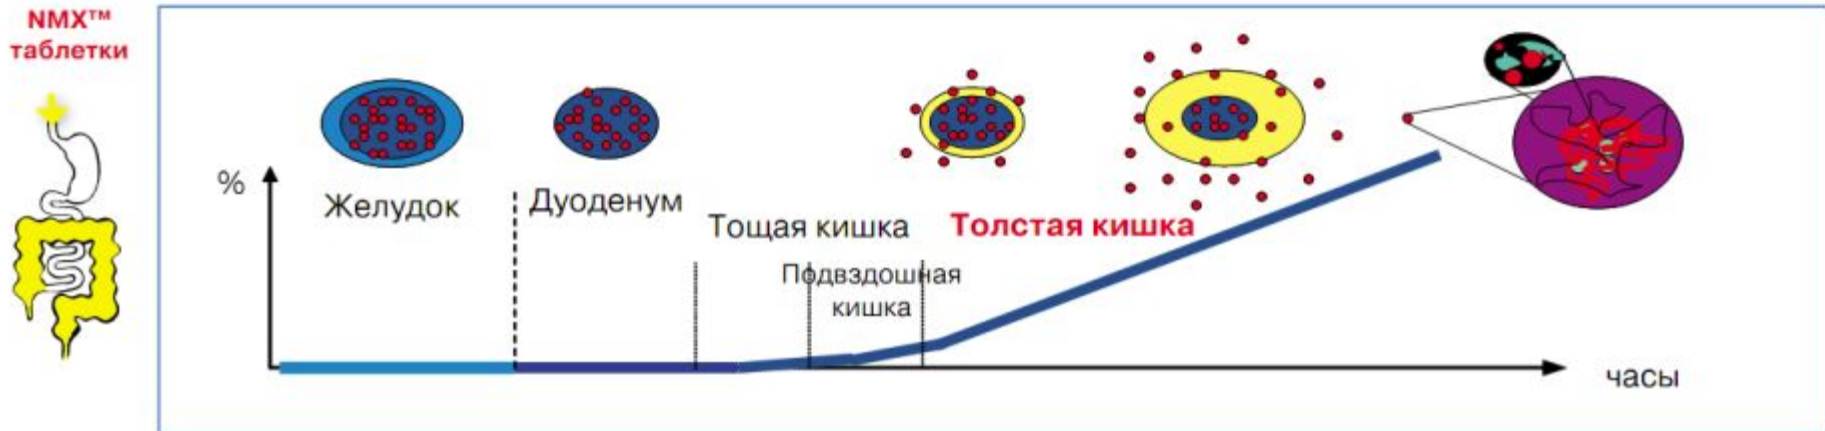 NMX™
таблетки
%
Желудок
Дуоденум
Тощая кишка
Толстая кишка
Подвздошная
кишка
часы